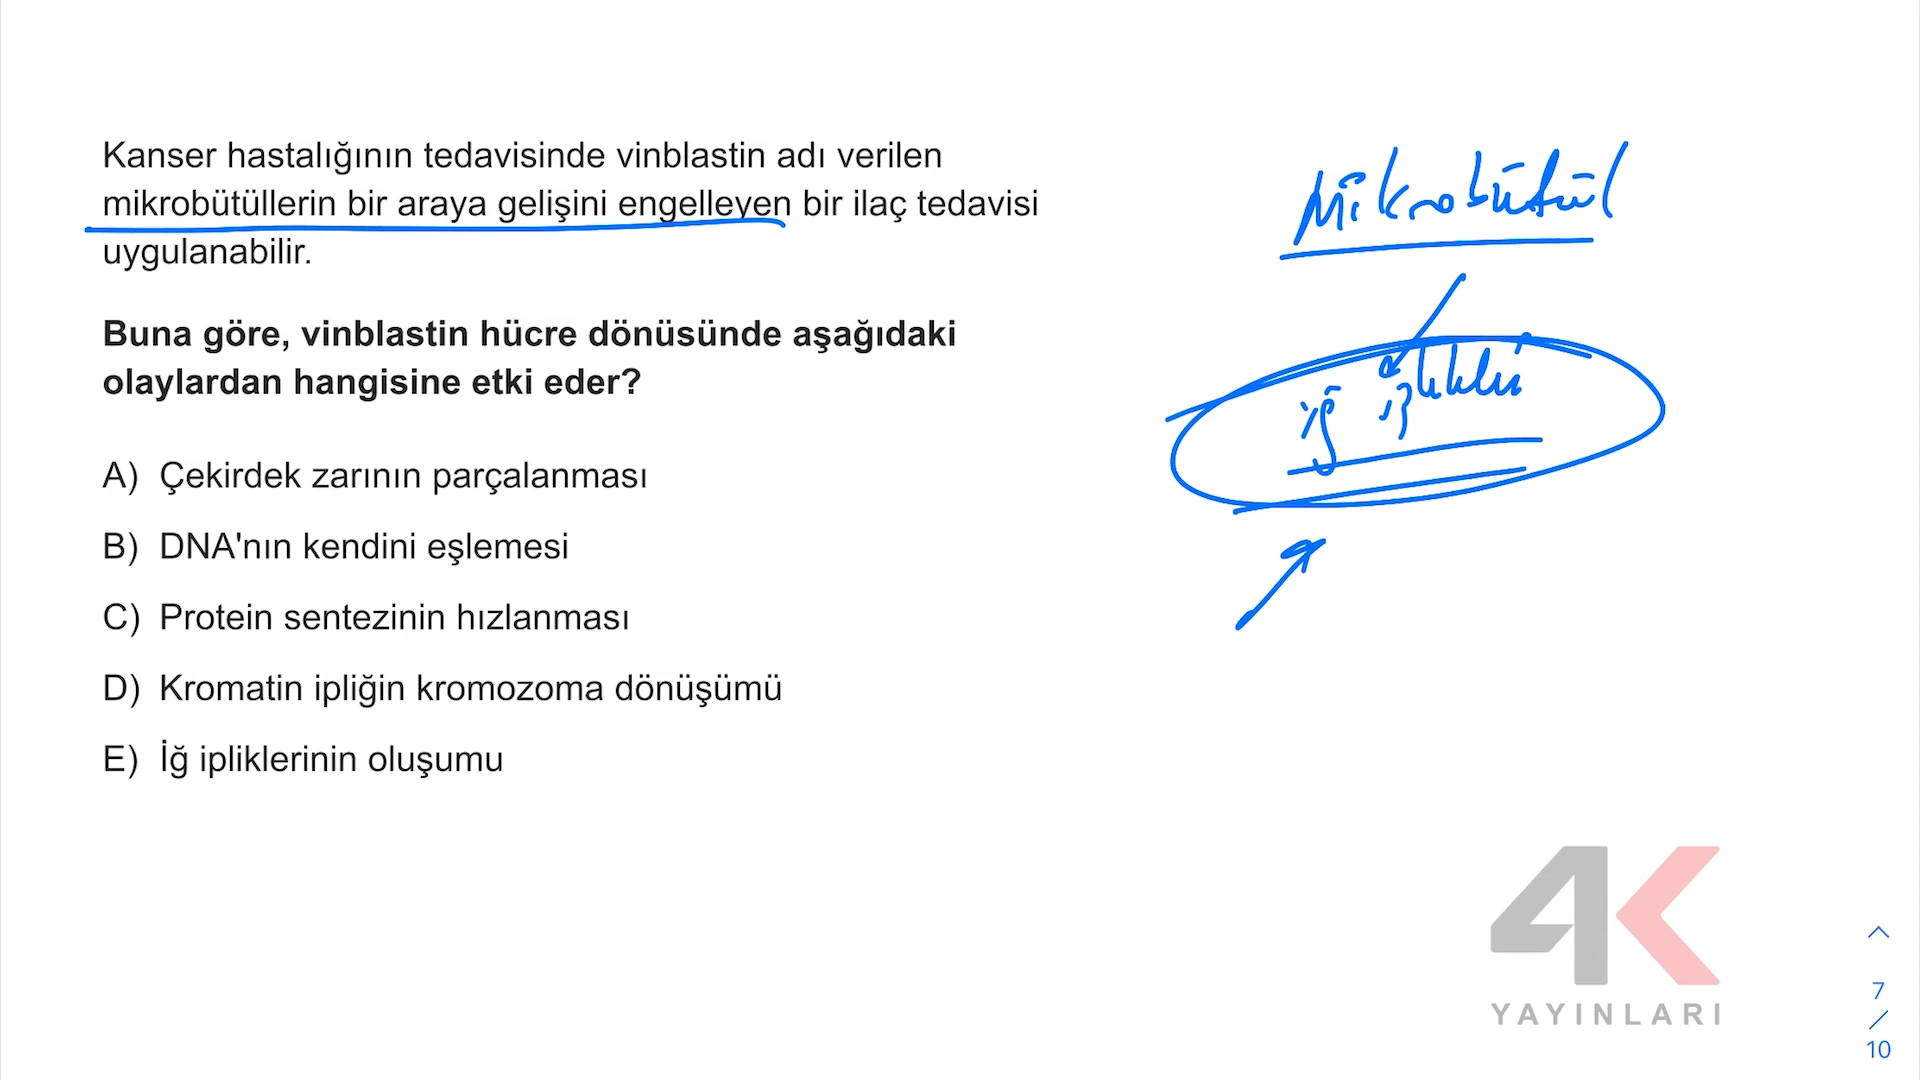 Kanser hastalığının tedavisinde vinblastin adı verilen
mikrobütüllerin bir araya gelişini engelleyen bir ilaç tedavisi
uygulanabilir.
Buna göre, vinblastin hücre dönüsünde aşağıdaki
olaylardan hangisine etki eder?
A) Çekirdek zarının parçalanması
B) DNA'nın kendini eşlemesi
C) Protein sentezinin hızlanması
D) Kromatin ipliğin kromozoma dönüşümü
E) İğ ipliklerinin oluşumu
Mikrobütül
iğ iplikleri
4K
YAYINLARI
7
/
10